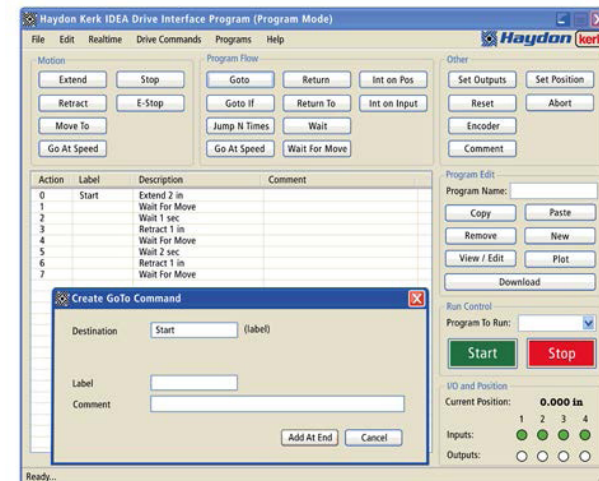 Haydon Kerk IDEA Drive Interface Program (Program Mode)
File Edit Realtime Drive Commands Programs Help
Haydon kerk
Motion
Extend Stop
Retract E-Stop
Move To
Go At Speed
Program Flow
Goto Return Int on Pos
Goto If Return To Int on Input
Jump N Times Wait
Go At Speed Wait For Move
Other
Set Outputs Set Position
Reset Abort
Encoder
Comment
Action Label Description Comment
0 Start Extend 2 in
1 Wait For Move
2 Wait 1 sec
3 Retract 1 in
4 Wait For Move
5 Wait 2 sec
6 Retract 1 in
7 Wait For Move
Create GoTo Command
Destination Start (label)
Label
Comment
Add At End Cancel
Program Edit
Program Name:
Copy Paste
Remove New
View / Edit Plot
Download
Run Control
Program To Run:
Start Stop
I/O and Position
Current Position: 0.000 in
1 2 3 4
Inputs:
Outputs:
Ready...